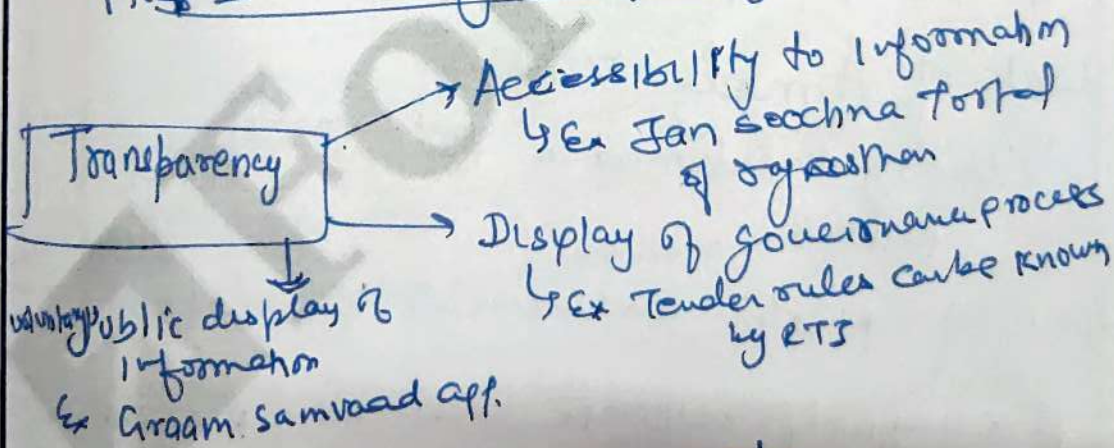 Transparency
Accessibility to Information
↳ Ex Jan soochna Portal
of rajasthan
Display of governance process
↳ Ex Tender rules can be known
by RTI
voluntary public display of
Information
Ex Graam Samvaad app.